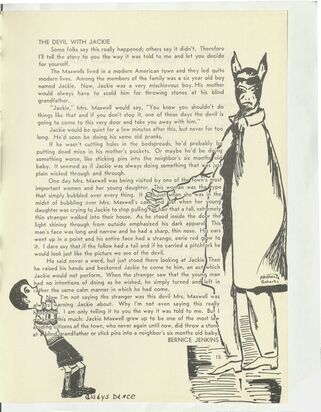 THE DEVIL WITH JACKIE
Some folks say this really happened; others say it didn't. Therefore
I'll tell the story to you the way it was told to me and let you decide
for yourself.
The Maxwells lived in a modern American town and they led quite
modern lives. Among the members of the family was a six year old boy
named Jackie. Now, Jackie was a very mischievous boy. His mother
would always have to scold him for throwing stones at his blind
grandfather.
"Jackie," Mrs. Maxwell would say, "You know you shouldn't do
things like that and if you don't stop it, one of these days the devil is
going to come to this very door and take you away with him."
Jackie would be quiet for a few minutes after this, but never for too
long. He'd soon be doing his same old pranks.
If he wasn't cutting holes in the bedspreads, he'd probably be
putting dead mice in his mother's pockets. Or maybe he'd be doing
something worse, like sticking pins into the neighbor's six months old
baby. It seemed as if Jackie was always doing something that was just
plain wicked through and through.
One day Mrs. Maxwell was being visited by one of the town's most
important women and her young daughter. This woman was the type
that simply bubbled over every thing. It was when she was in the
midst of bubbling over Mrs. Maxwell's when her young
daughter was crying to Jackie to stop pulling her hair that a tall, extremely
thin stranger walked into their house. As he stood inside the door the
light shining through from outside emphasized his dark apparel. This
man's face was long and narrow and he had a sharp, thin nose. His ears
went up in a point and his entire face had a strange, eerie red glow to
it. I dare say that if the fellow had a tail and if he carried a pitchfork he
would look just like the picture we see of the devil.
He said never a word, but just stood there looking at Jackie. Then
he raised his hands and beckoned Jackie to come to him, an act which
Jackie would not perform. When the stranger saw that the young man
had no intentions of doing as he wished, he simply turned and left in
rather the same calm manner in which he had come.
Now I'm not saying the stranger was this devil Mrs. Maxwell was
warning Jackie about. Why I'm not even saying this really
I am only telling it to you the way it was told to me. But I
this much: Jackie Maxwell grew up to be one of the most law
abiding citizens of the town, who never again until now, did throw a stone
at a blind grandfather or stick pins into a neighbor's six months old baby.
BERNICE JENKINS
Roberts
15
Gladys Dence